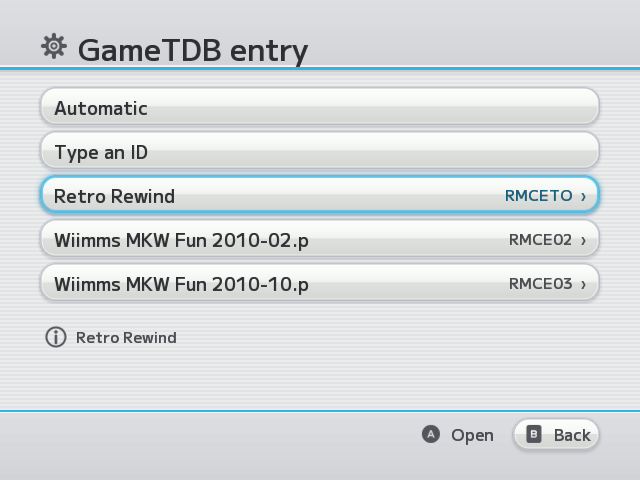 GameTDB entry
Automatic
Type an ID
Retro Rewind RMCETO ›
Wiimms MKW Fun 2010-02.p RMCE02 ›
Wiimms MKW Fun 2010-10.p RMCE03 ›
Retro Rewind
A Open B Back